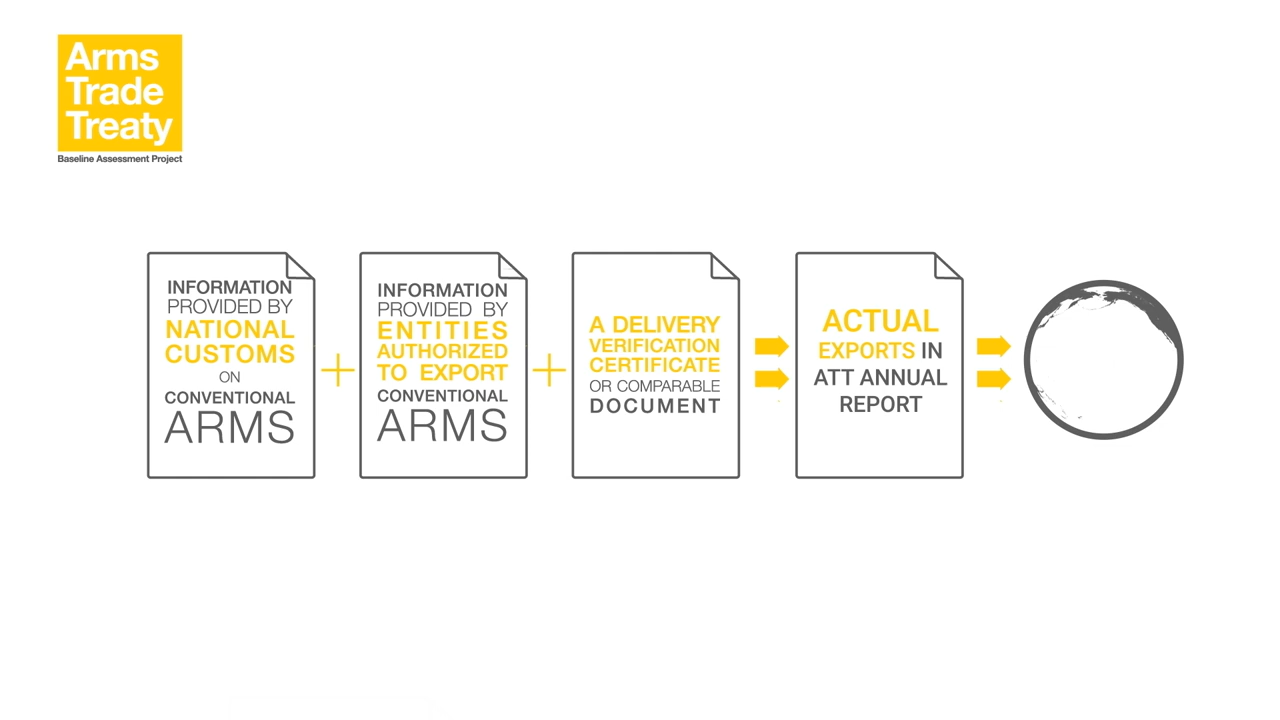 Arms
Trade
Treaty
Baseline Assessment Project
INFORMATION
PROVIDED BY
NATIONAL
CUSTOMS
ON
CONVENTIONAL
ARMS
INFORMATION
PROVIDED BY
ENTITIES
AUTHORIZED
TO EXPORT
CONVENTIONAL
ARMS
A DELIVERY
VERIFICATION
CERTIFICATE
OR COMPARABLE
DOCUMENT
ACTUAL
EXPORTS IN
ATT ANNUAL
REPORT